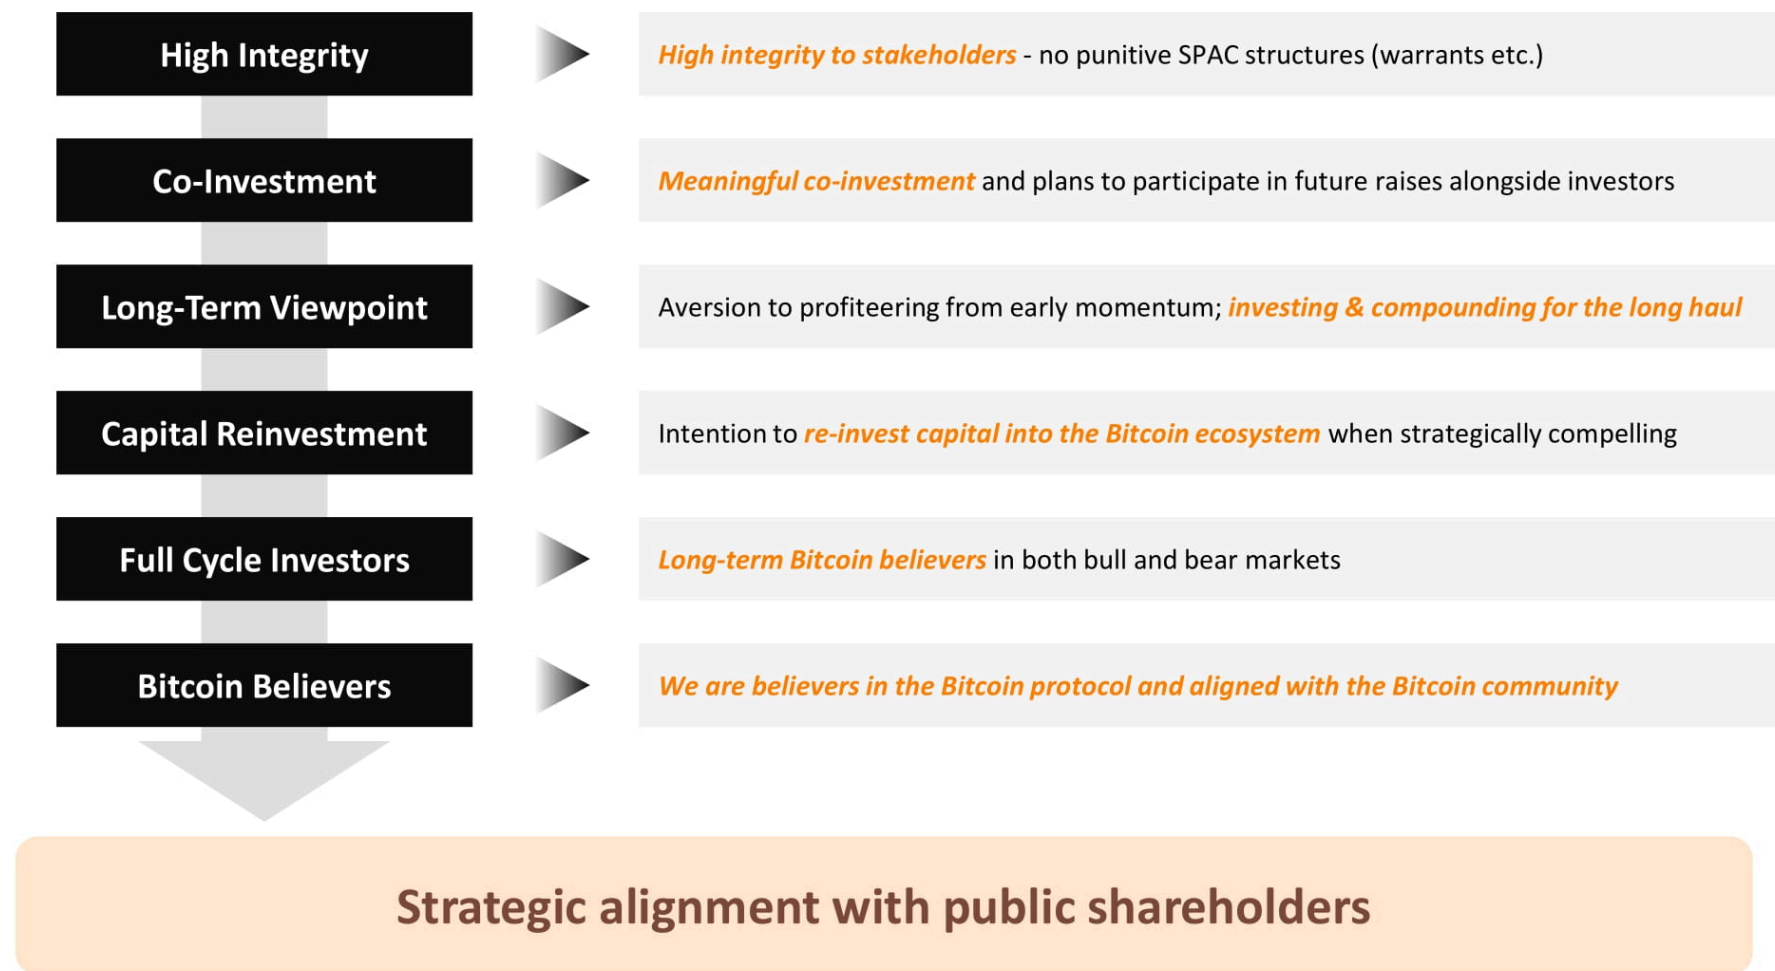 High Integrity
High integrity to stakeholders - no punitive SPAC structures (warrants etc.)
Co-Investment
Meaningful co-investment and plans to participate in future raises alongside investors
Long-Term Viewpoint
Aversion to profiteering from early momentum; investing & compounding for the long haul
Capital Reinvestment
Intention to re-invest capital into the Bitcoin ecosystem when strategically compelling
Full Cycle Investors
Long-term Bitcoin believers in both bull and bear markets
Bitcoin Believers
We are believers in the Bitcoin protocol and aligned with the Bitcoin community
Strategic alignment with public shareholders